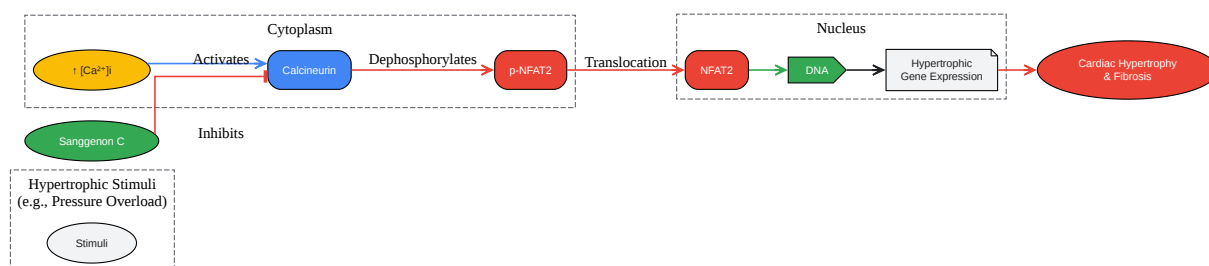 Cytoplasm
↑ [Ca²⁺]i
Activates
Calcineurin
Dephosphorylates
p-NFAT2
Translocation
Nucleus
NFAT2
DNA
Hypertrophic
Gene Expression
Cardiac Hypertrophy
& Fibrosis
Sanggenon C
Inhibits
Hypertrophic Stimuli
(e.g., Pressure Overload)
Stimuli